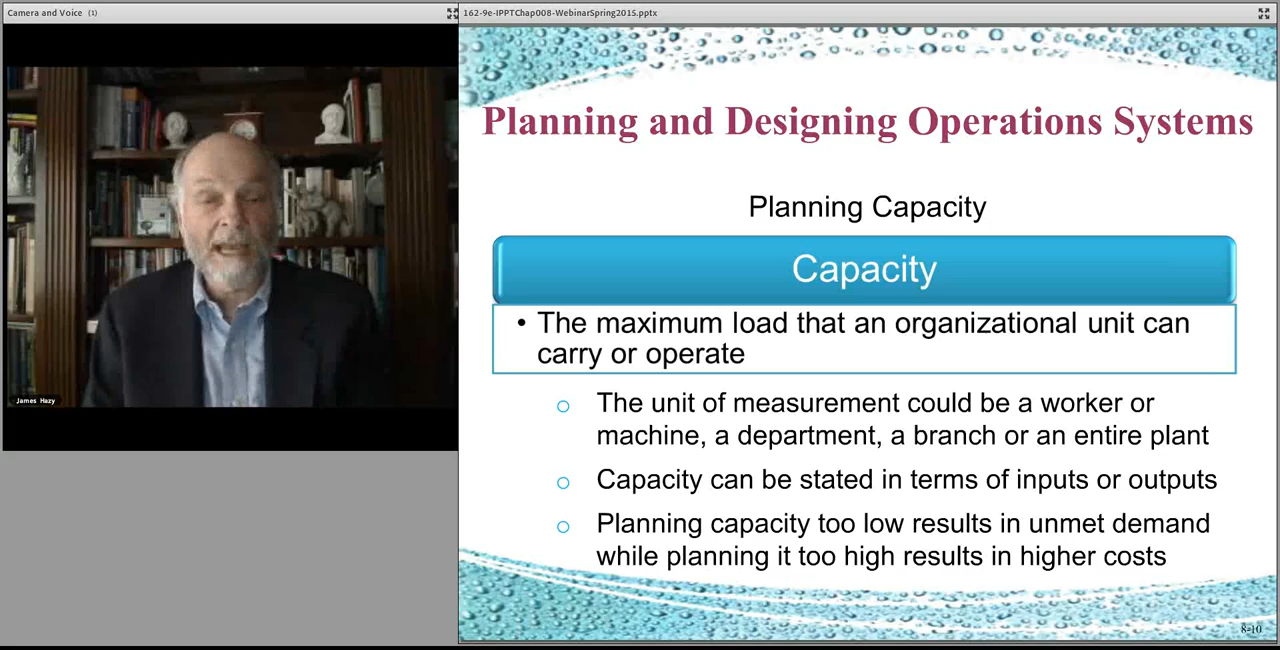 Camera and Voice (1)
162-9e-IPPTChap008-WebinarSpring2015.pptx
James Hazy
Planning and Designing Operations Systems
Planning Capacity
Capacity
• The maximum load that an organizational unit can
carry or operate
o The unit of measurement could be a worker or
machine, a department, a branch or an entire plant
o Capacity can be stated in terms of inputs or outputs
o Planning capacity too low results in unmet demand
while planning it too high results in higher costs
8-10